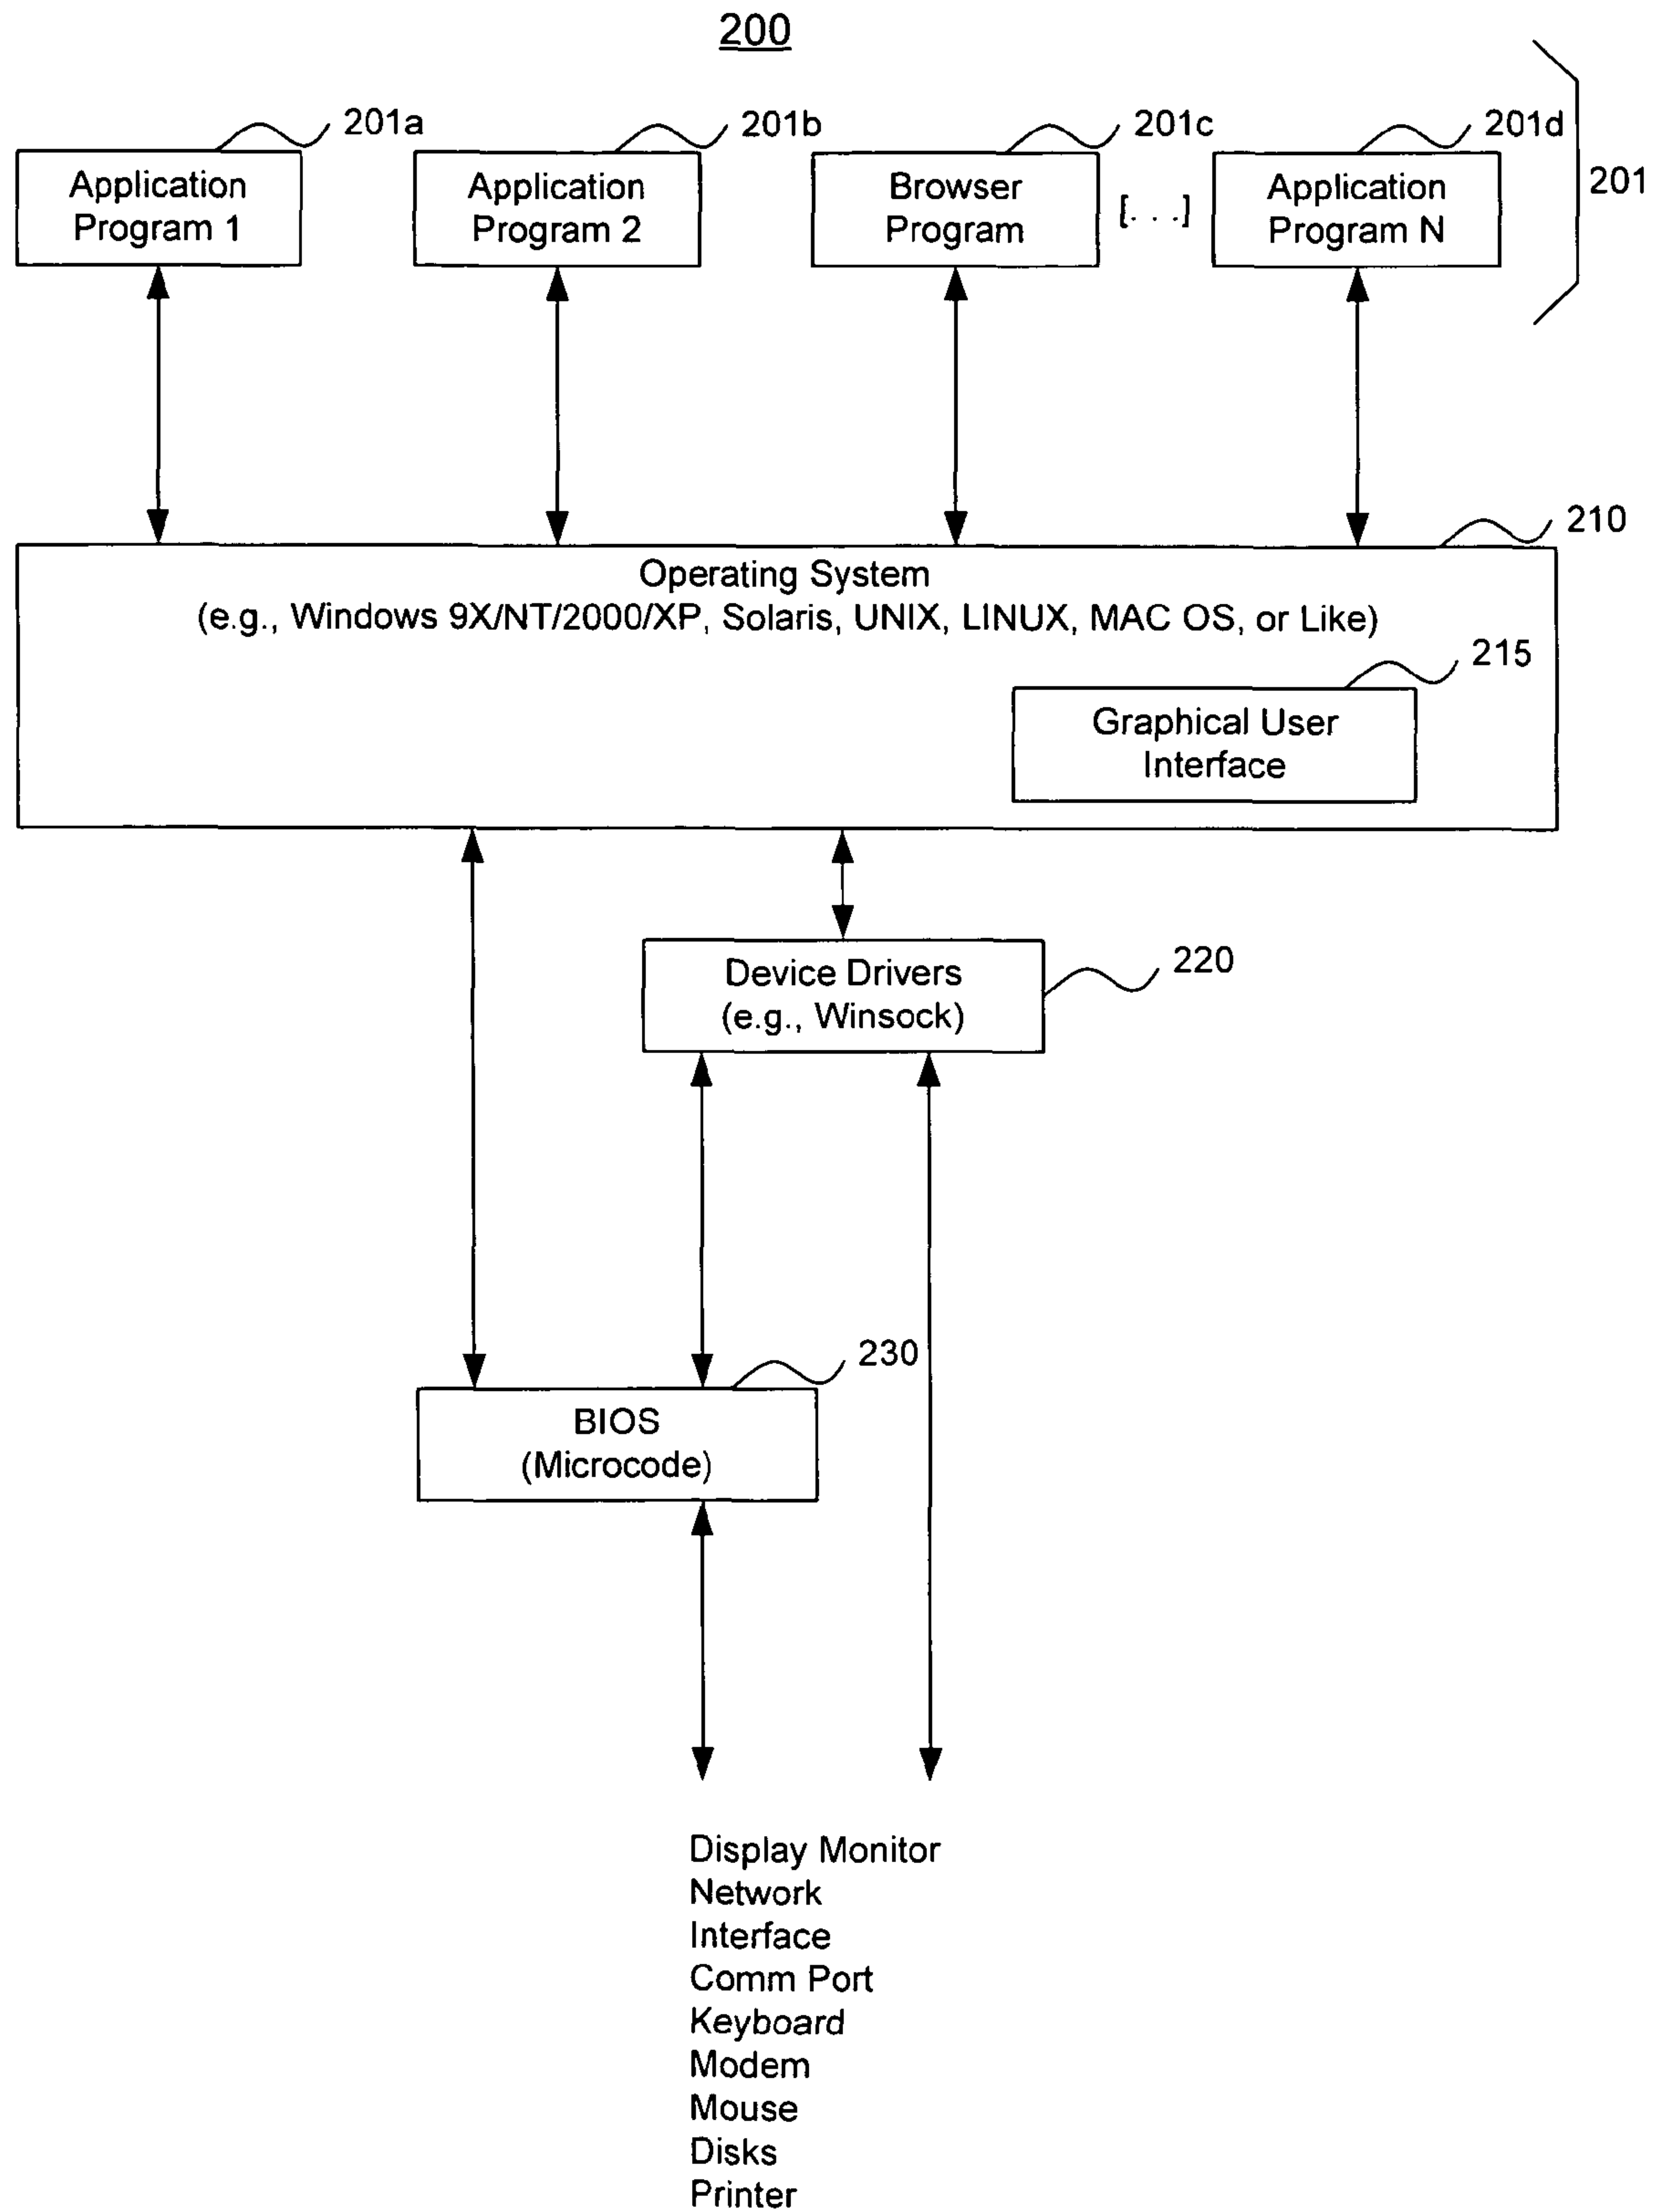 200
201a
201b
201c
201d
Application
Program 1
Application
Program 2
Browser
Program
[. . .]
Application
Program N
201
210
Operating System
(e.g., Windows 9X/NT/2000/XP, Solaris, UNIX, LINUX, MAC OS, or Like)
215
Graphical User
Interface
Device Drivers
(e.g., Winsock)
220
230
BIOS
(Microcode)
Display Monitor
Network
Interface
Comm Port
Keyboard
Modem
Mouse
Disks
Printer